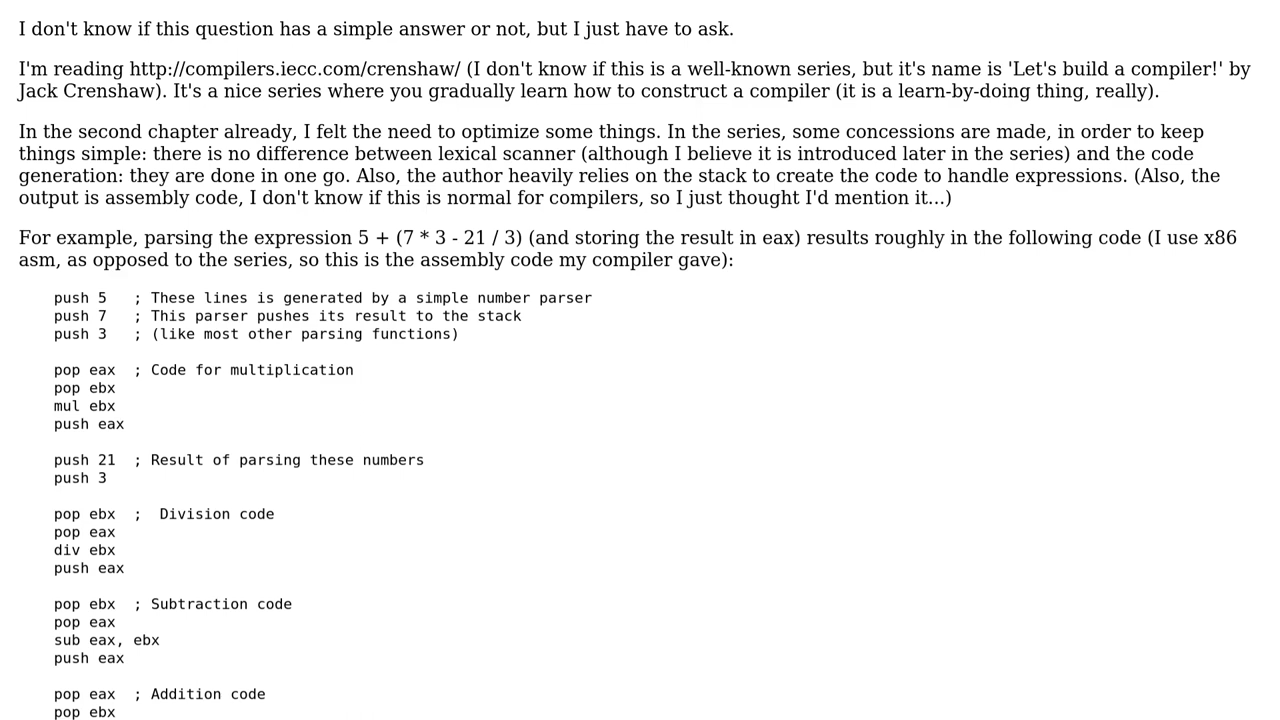 I don't know if this question has a simple answer or not, but I just have to ask.
I'm reading http://compilers.iecc.com/crenshaw/ (I don't know if this is a well-known series, but it's name is 'Let's build a compiler!' by
Jack Crenshaw). It's a nice series where you gradually learn how to construct a compiler (it is a learn-by-doing thing, really).
In the second chapter already, I felt the need to optimize some things. In the series, some concessions are made, in order to keep
things simple: there is no difference between lexical scanner (although I believe it is introduced later in the series) and the code
generation: they are done in one go. Also, the author heavily relies on the stack to create the code to handle expressions. (Also, the
output is assembly code, I don't know if this is normal for compilers, so I just thought I'd mention it...)
For example, parsing the expression 5 + (7 * 3 - 21 / 3) (and storing the result in eax) results roughly in the following code (I use x86
asm, as opposed to the series, so this is the assembly code my compiler gave):
push 5   ; These lines is generated by a simple number parser
push 7   ; This parser pushes its result to the stack
push 3   ; (like most other parsing functions)
pop eax  ; Code for multiplication
pop ebx
mul ebx
push eax
push 21  ; Result of parsing these numbers
push 3
pop ebx  ;  Division code
pop eax
div ebx
push eax
pop ebx  ; Subtraction code
pop eax
sub eax, ebx
push eax
pop eax  ; Addition code
pop ebx